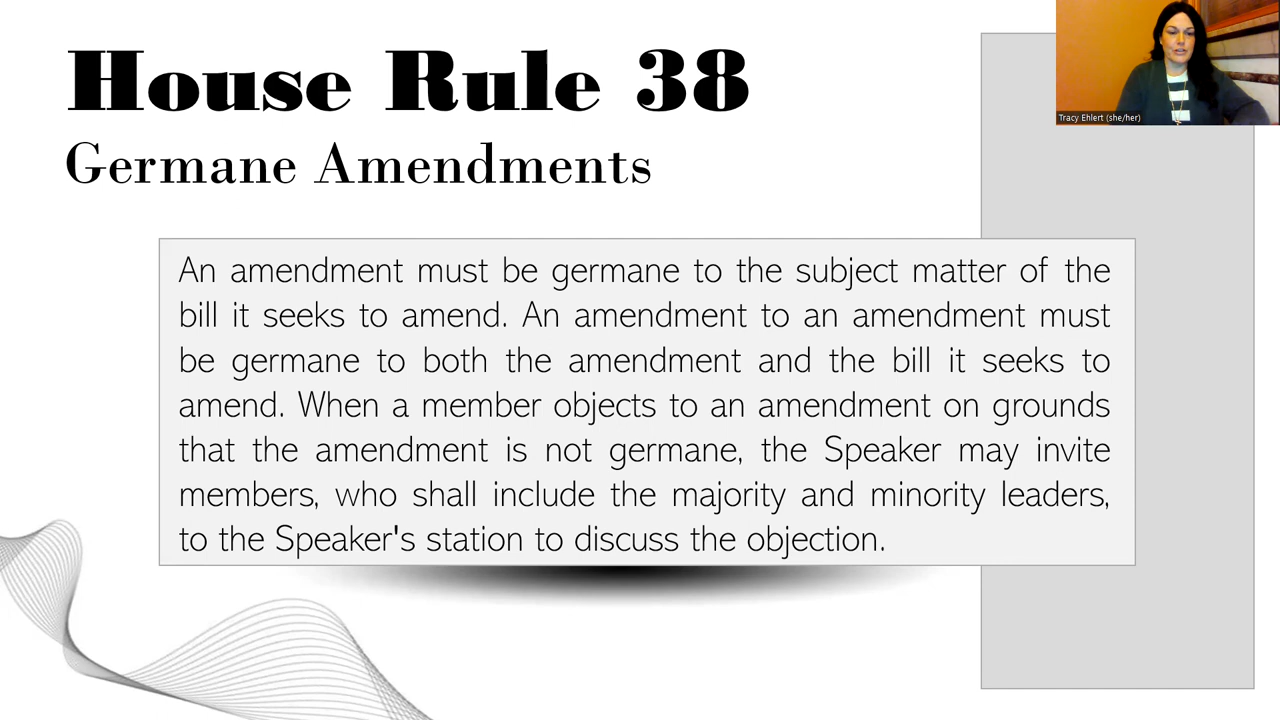 House Rule 38
Germane Amendments
Tracy Ehlert (she/her)
An amendment must be germane to the subject matter of the
bill it seeks to amend. An amendment to an amendment must
be germane to both the amendment and the bill it seeks to
amend. When a member objects to an amendment on grounds
that the amendment is not germane, the Speaker may invite
members, who shall include the majority and minority leaders,
to the Speaker's station to discuss the objection.